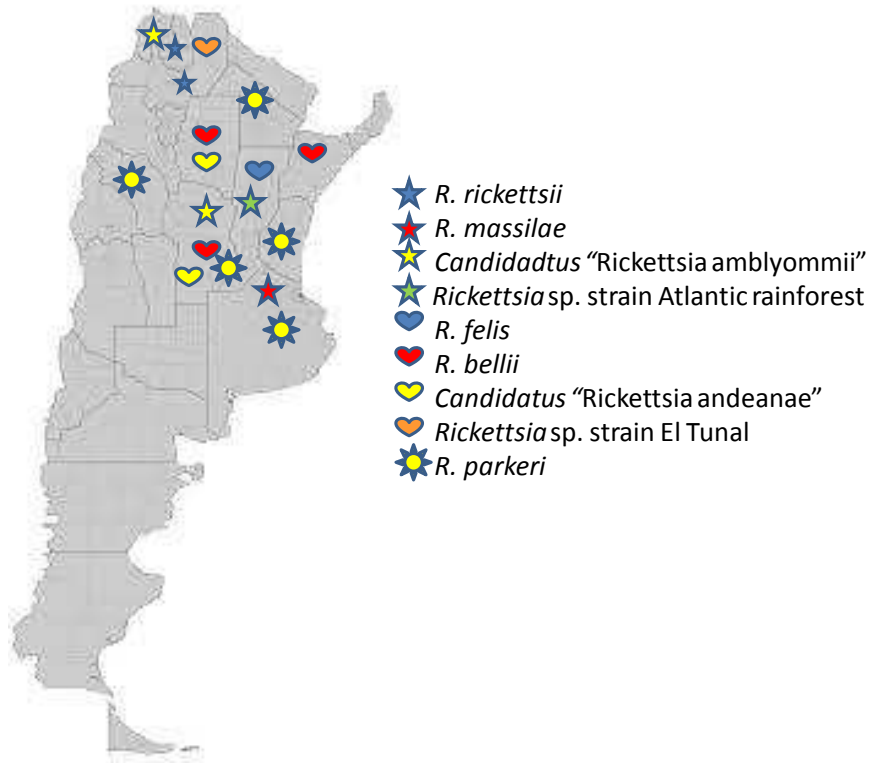 R. rickettsii
R. massilae
Candidadtus “Rickettsia amblyommii”
Rickettsia sp. strain Atlantic rainforest
R. felis
R. bellii
Candidatus “Rickettsia andeanae”
Rickettsia sp. strain El Tunal
R. parkeri